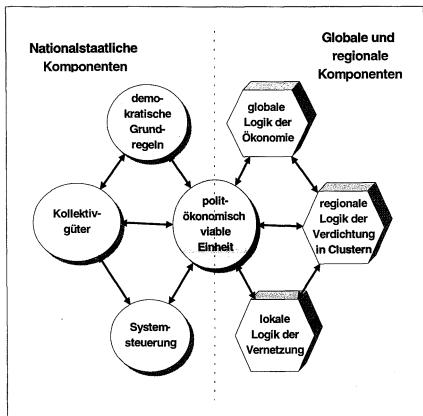 Nationalstaatliche
Komponenten
Globale und
regionale
Komponenten
demo-
kratische
Grund-
regeln
globale
Logik der
Ökonomie
Kollektiv-
güter
polit-
ökonomisch
viable
Einheit
regionale
Logik der
Verdichtung
in Clustern
System-
steuerung
lokale
Logik der
Vernetzung